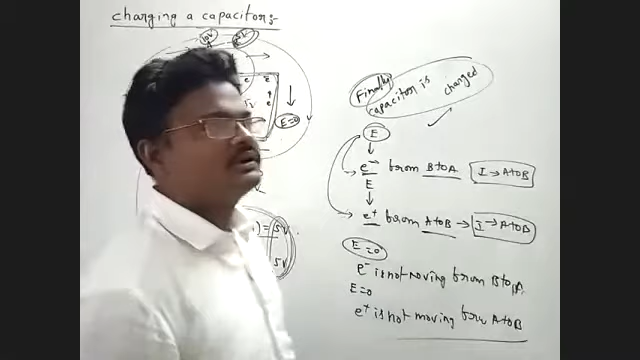 charging a capacitor:-
10V
e e
E=0
= 5V
5V
Finally
capacitor is charged
E
e⁻ from B to A I → A to B
E
e⁺ from A to B → I → A to B
E=0
e⁻ is not moving from B to A.
E=0
e⁺ is not moving from A to B